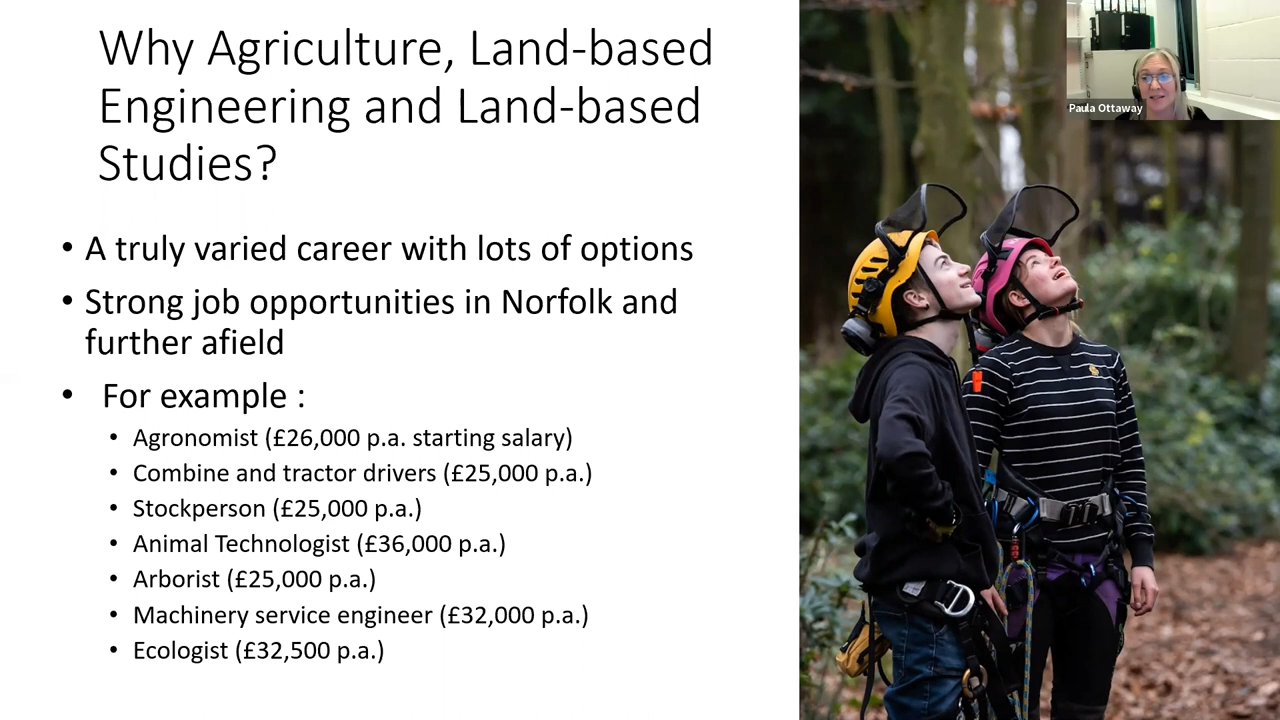 Why Agriculture, Land-based
Engineering and Land-based
Studies?
• A truly varied career with lots of options
• Strong job opportunities in Norfolk and
further afield
• For example :
• Agronomist (£26,000 p.a. starting salary)
• Combine and tractor drivers (£25,000 p.a.)
• Stockperson (£25,000 p.a.)
• Animal Technologist (£36,000 p.a.)
• Arborist (£25,000 p.a.)
• Machinery service engineer (£32,000 p.a.)
• Ecologist (£32,500 p.a.)
Paula Ottaway